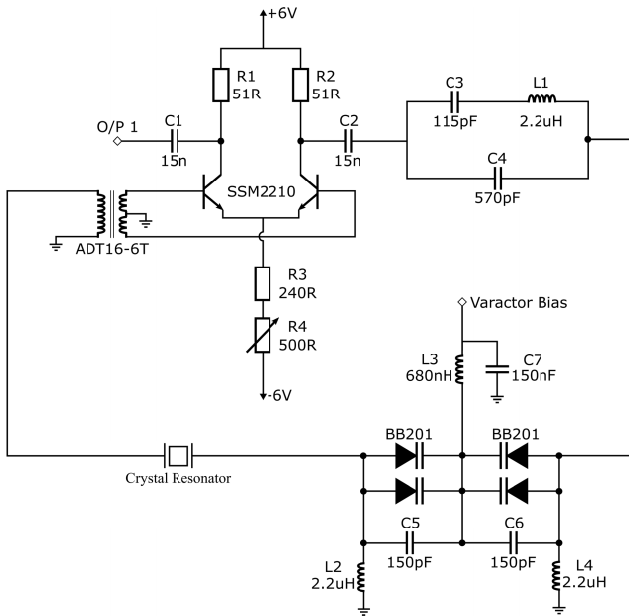 +6V
R1
51R
R2
51R
C3
115pF
L1
2.2uH
C1
15n
O/P 1
C2
15n
C4
570pF
SSM2210
ADT16-6T
R3
240R
R4
500R
-6V
Varactor Bias
L3
680nH
C7
150nF
BB201
BB201
Crystal Resonator
C5
150pF
C6
150pF
L2
2.2uH
L4
2.2uH